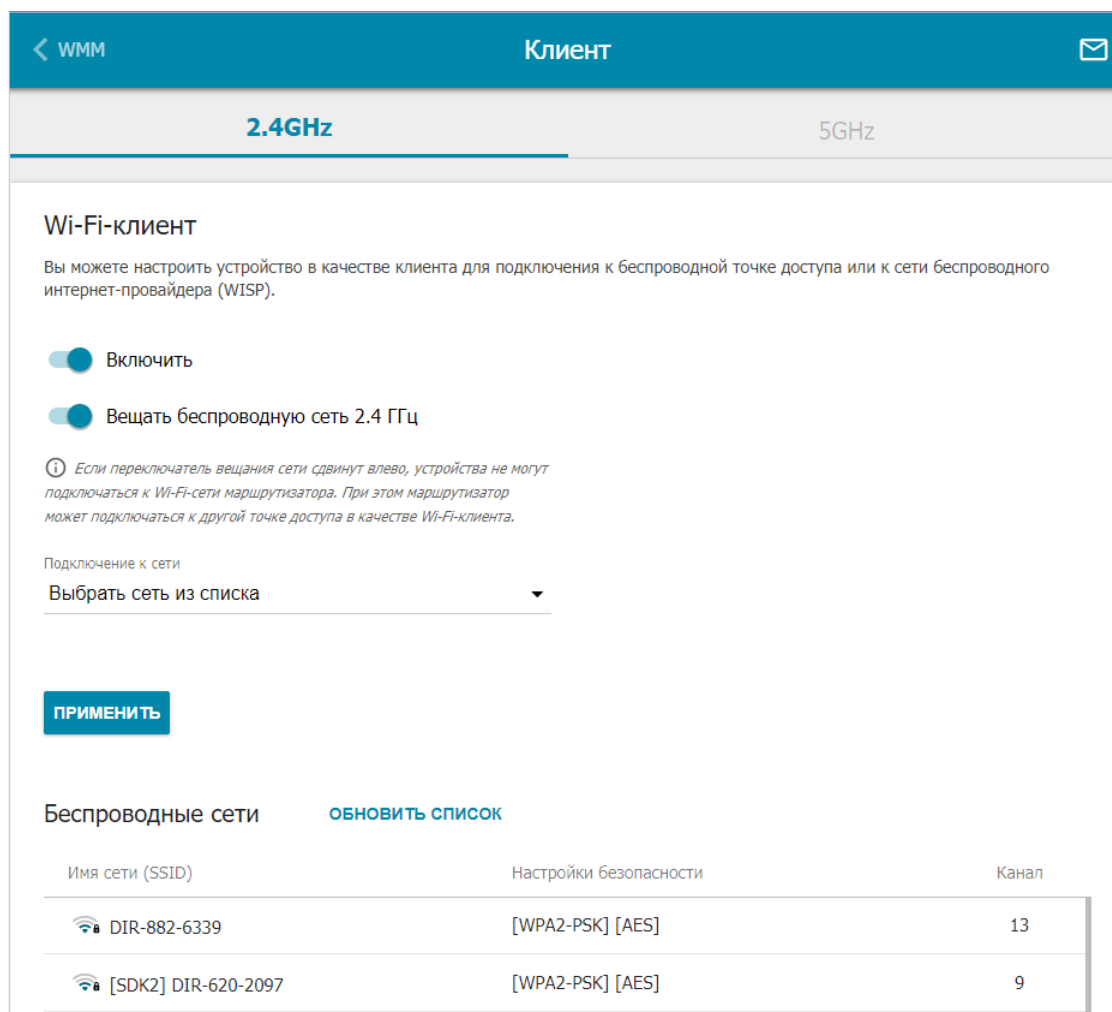 WMM
Клиент
2.4GHz
5GHz
Wi-Fi-клиент
Вы можете настроить устройство в качестве клиента для подключения к беспроводной точке доступа или к сети беспроводного
интернет-провайдера (WISP).
Включить
Вещать беспроводную сеть 2.4 ГГц
Если переключатель вещания сети сдвинут влево, устройства не могут
подключаться к Wi-Fi-сети маршрутизатора. При этом маршрутизатор
может подключаться к другой точке доступа в качестве Wi-Fi-клиента.
Подключение к сети
Выбрать сеть из списка
ПРИМЕНИТЬ
Беспроводные сети ОБНОВИТЬ СПИСОК
Имя сети (SSID) Настройки безопасности Канал
DIR-882-6339 [WPA2-PSK] [AES] 13
[SDK2] DIR-620-2097 [WPA2-PSK] [AES] 9